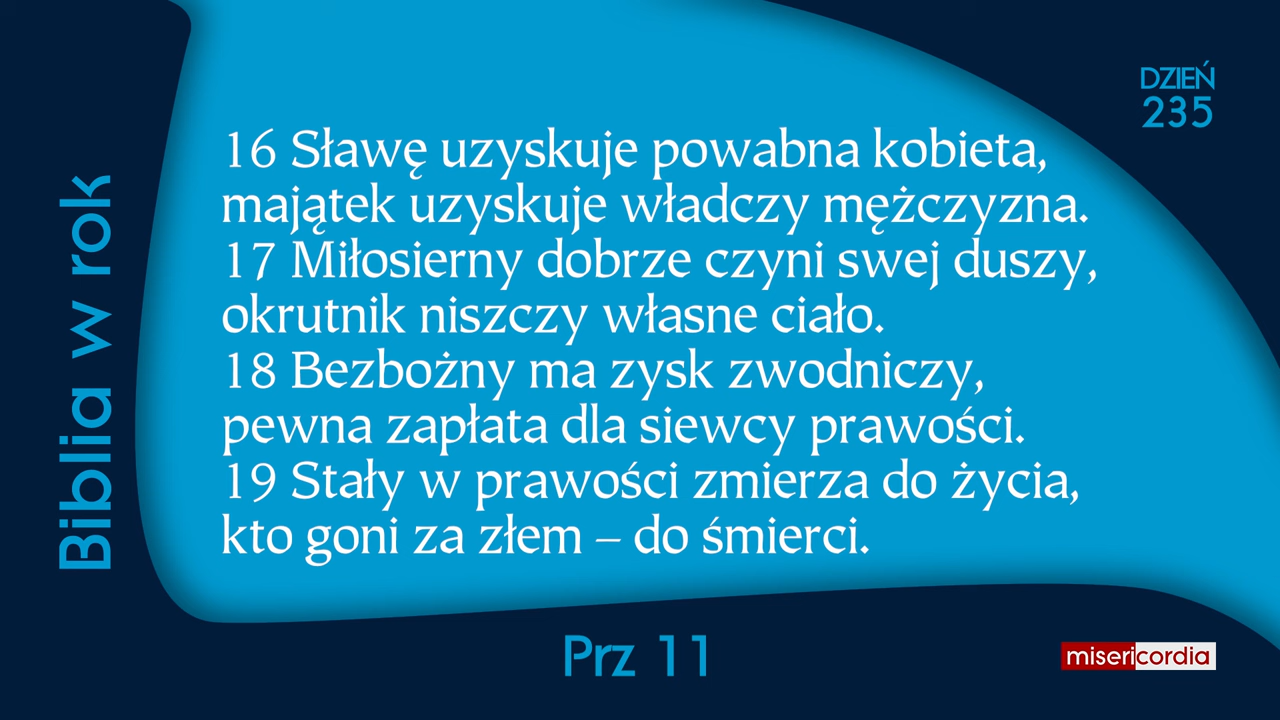 DZIEŃ
235
16 Sławę uzyskuje powabna kobieta,
majątek uzyskuje władczy mężczyzna.
17 Miłosierny dobrze czyni swej duszy,
okrutnik niszczy własne ciało.
18 Bezbożny ma zysk zwodniczy,
pewna zapłata dla siewcy prawości.
19 Stały w prawości zmierza do życia,
kto goni za złem – do śmierci.
Biblia w rok
Prz 11
misericordia